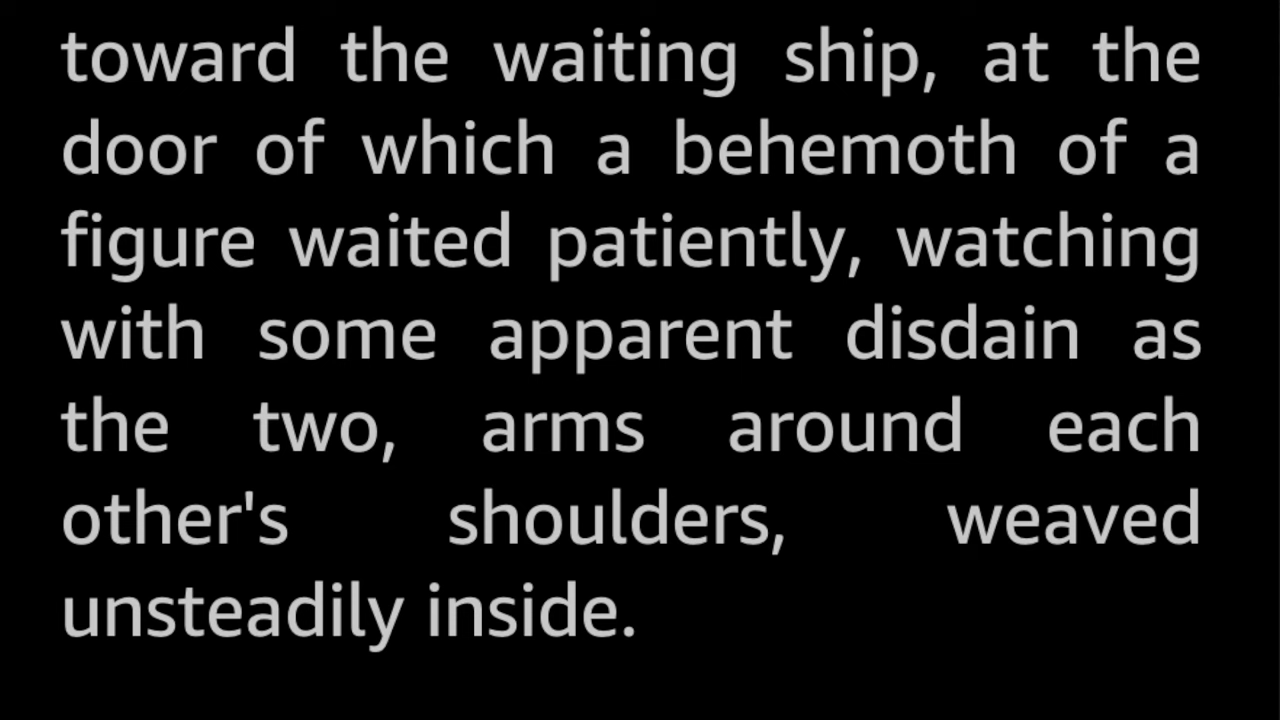 toward the waiting ship, at the
door of which a behemoth of a
figure waited patiently, watching
with some apparent disdain as
the two, arms around each
other's shoulders, weaved
unsteadily inside.